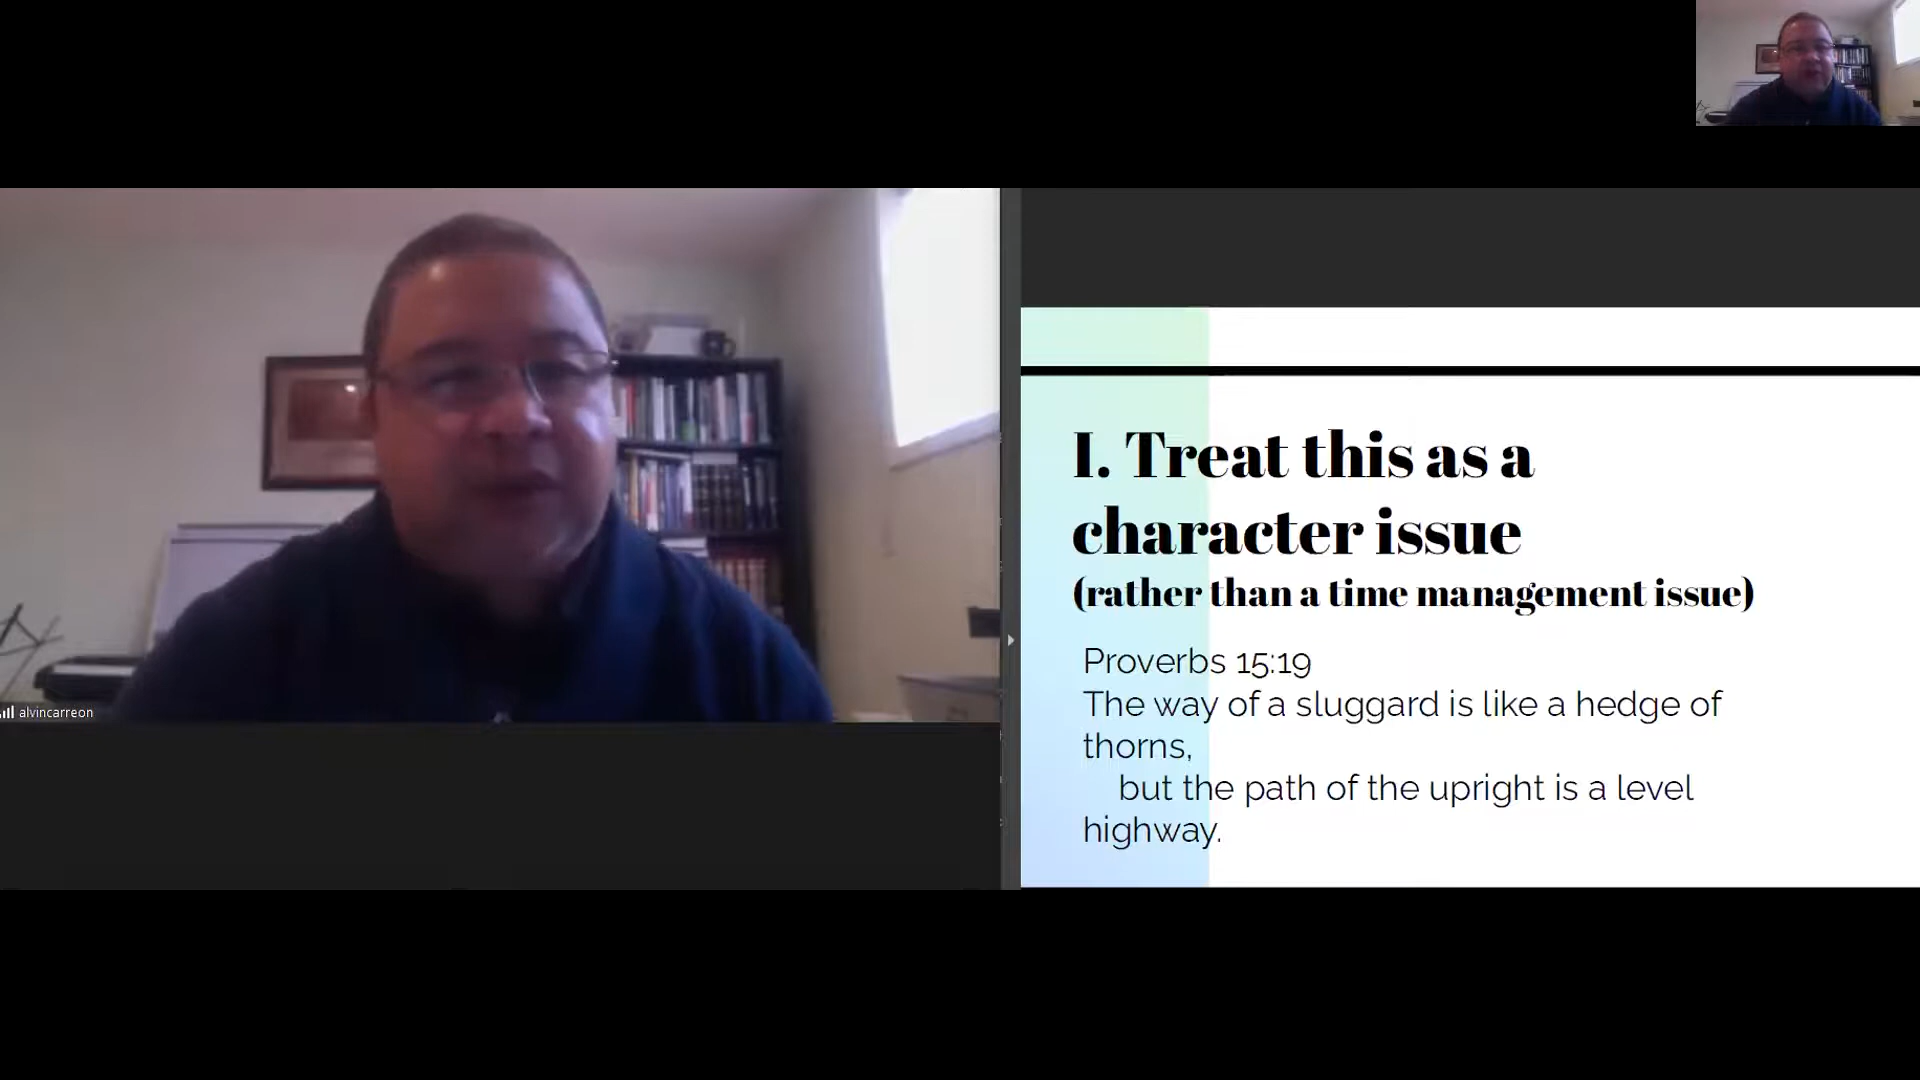 alvincarreon
I. Treat this as a
character issue
(rather than a time management issue)
Proverbs 15:19
The way of a sluggard is like a hedge of
thorns,
but the path of the upright is a level
highway.